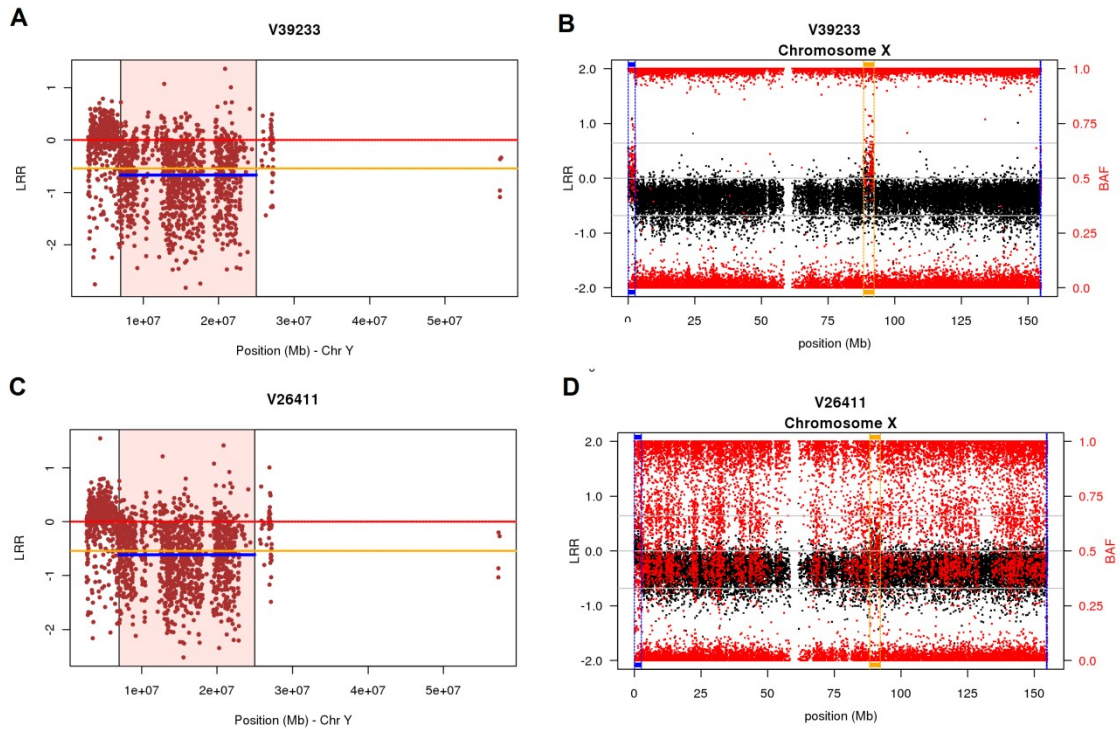 A
V39233
LRR
1
0
-1
-2
1e+07
2e+07
3e+07
4e+07
5e+07
Position (Mb) - Chr Y
B
V39233
Chromosome X
LRR
2.0
1.0
0.0
-1.0
-2.0
1.0
0.75
0.5
0.25
0.0
BAF
0
25
50
75
100
125
150
position (Mb)
C
V26411
LRR
1
0
-1
-2
1e+07
2e+07
3e+07
4e+07
5e+07
Position (Mb) - Chr Y
D
V26411
Chromosome X
LRR
2.0
1.0
0.0
-1.0
-2.0
1.0
0.75
0.5
0.25
0.0
BAF
0
25
50
75
100
125
150
position (Mb)